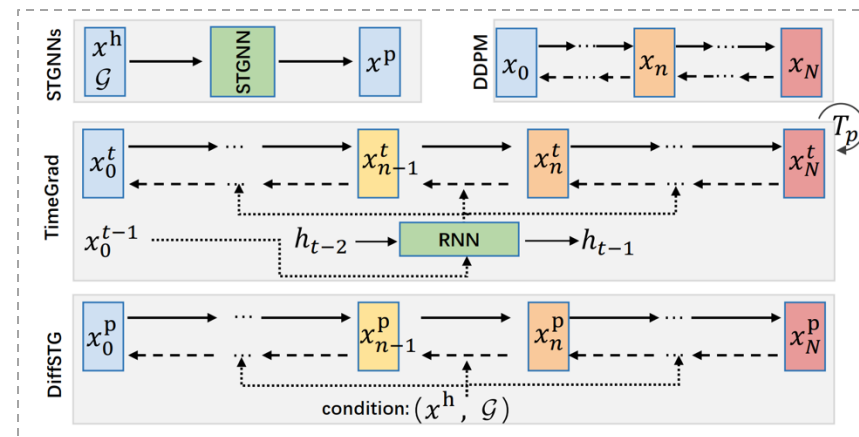 STGNNs
x^h
𝒢
STGNN
x^p
DDPM
x_0
...
x_n
...
x_N
...
...
T_p
TimeGrad
x_0^t
...
x_{n-1}^t
x_n^t
...
x_N^t
...
...
x_0^{t-1}
h_{t-2}
RNN
h_{t-1}
DiffSTG
x_0^p
...
x_{n-1}^p
x_n^p
...
x_N^p
...
...
condition: (x^h, 𝒢)